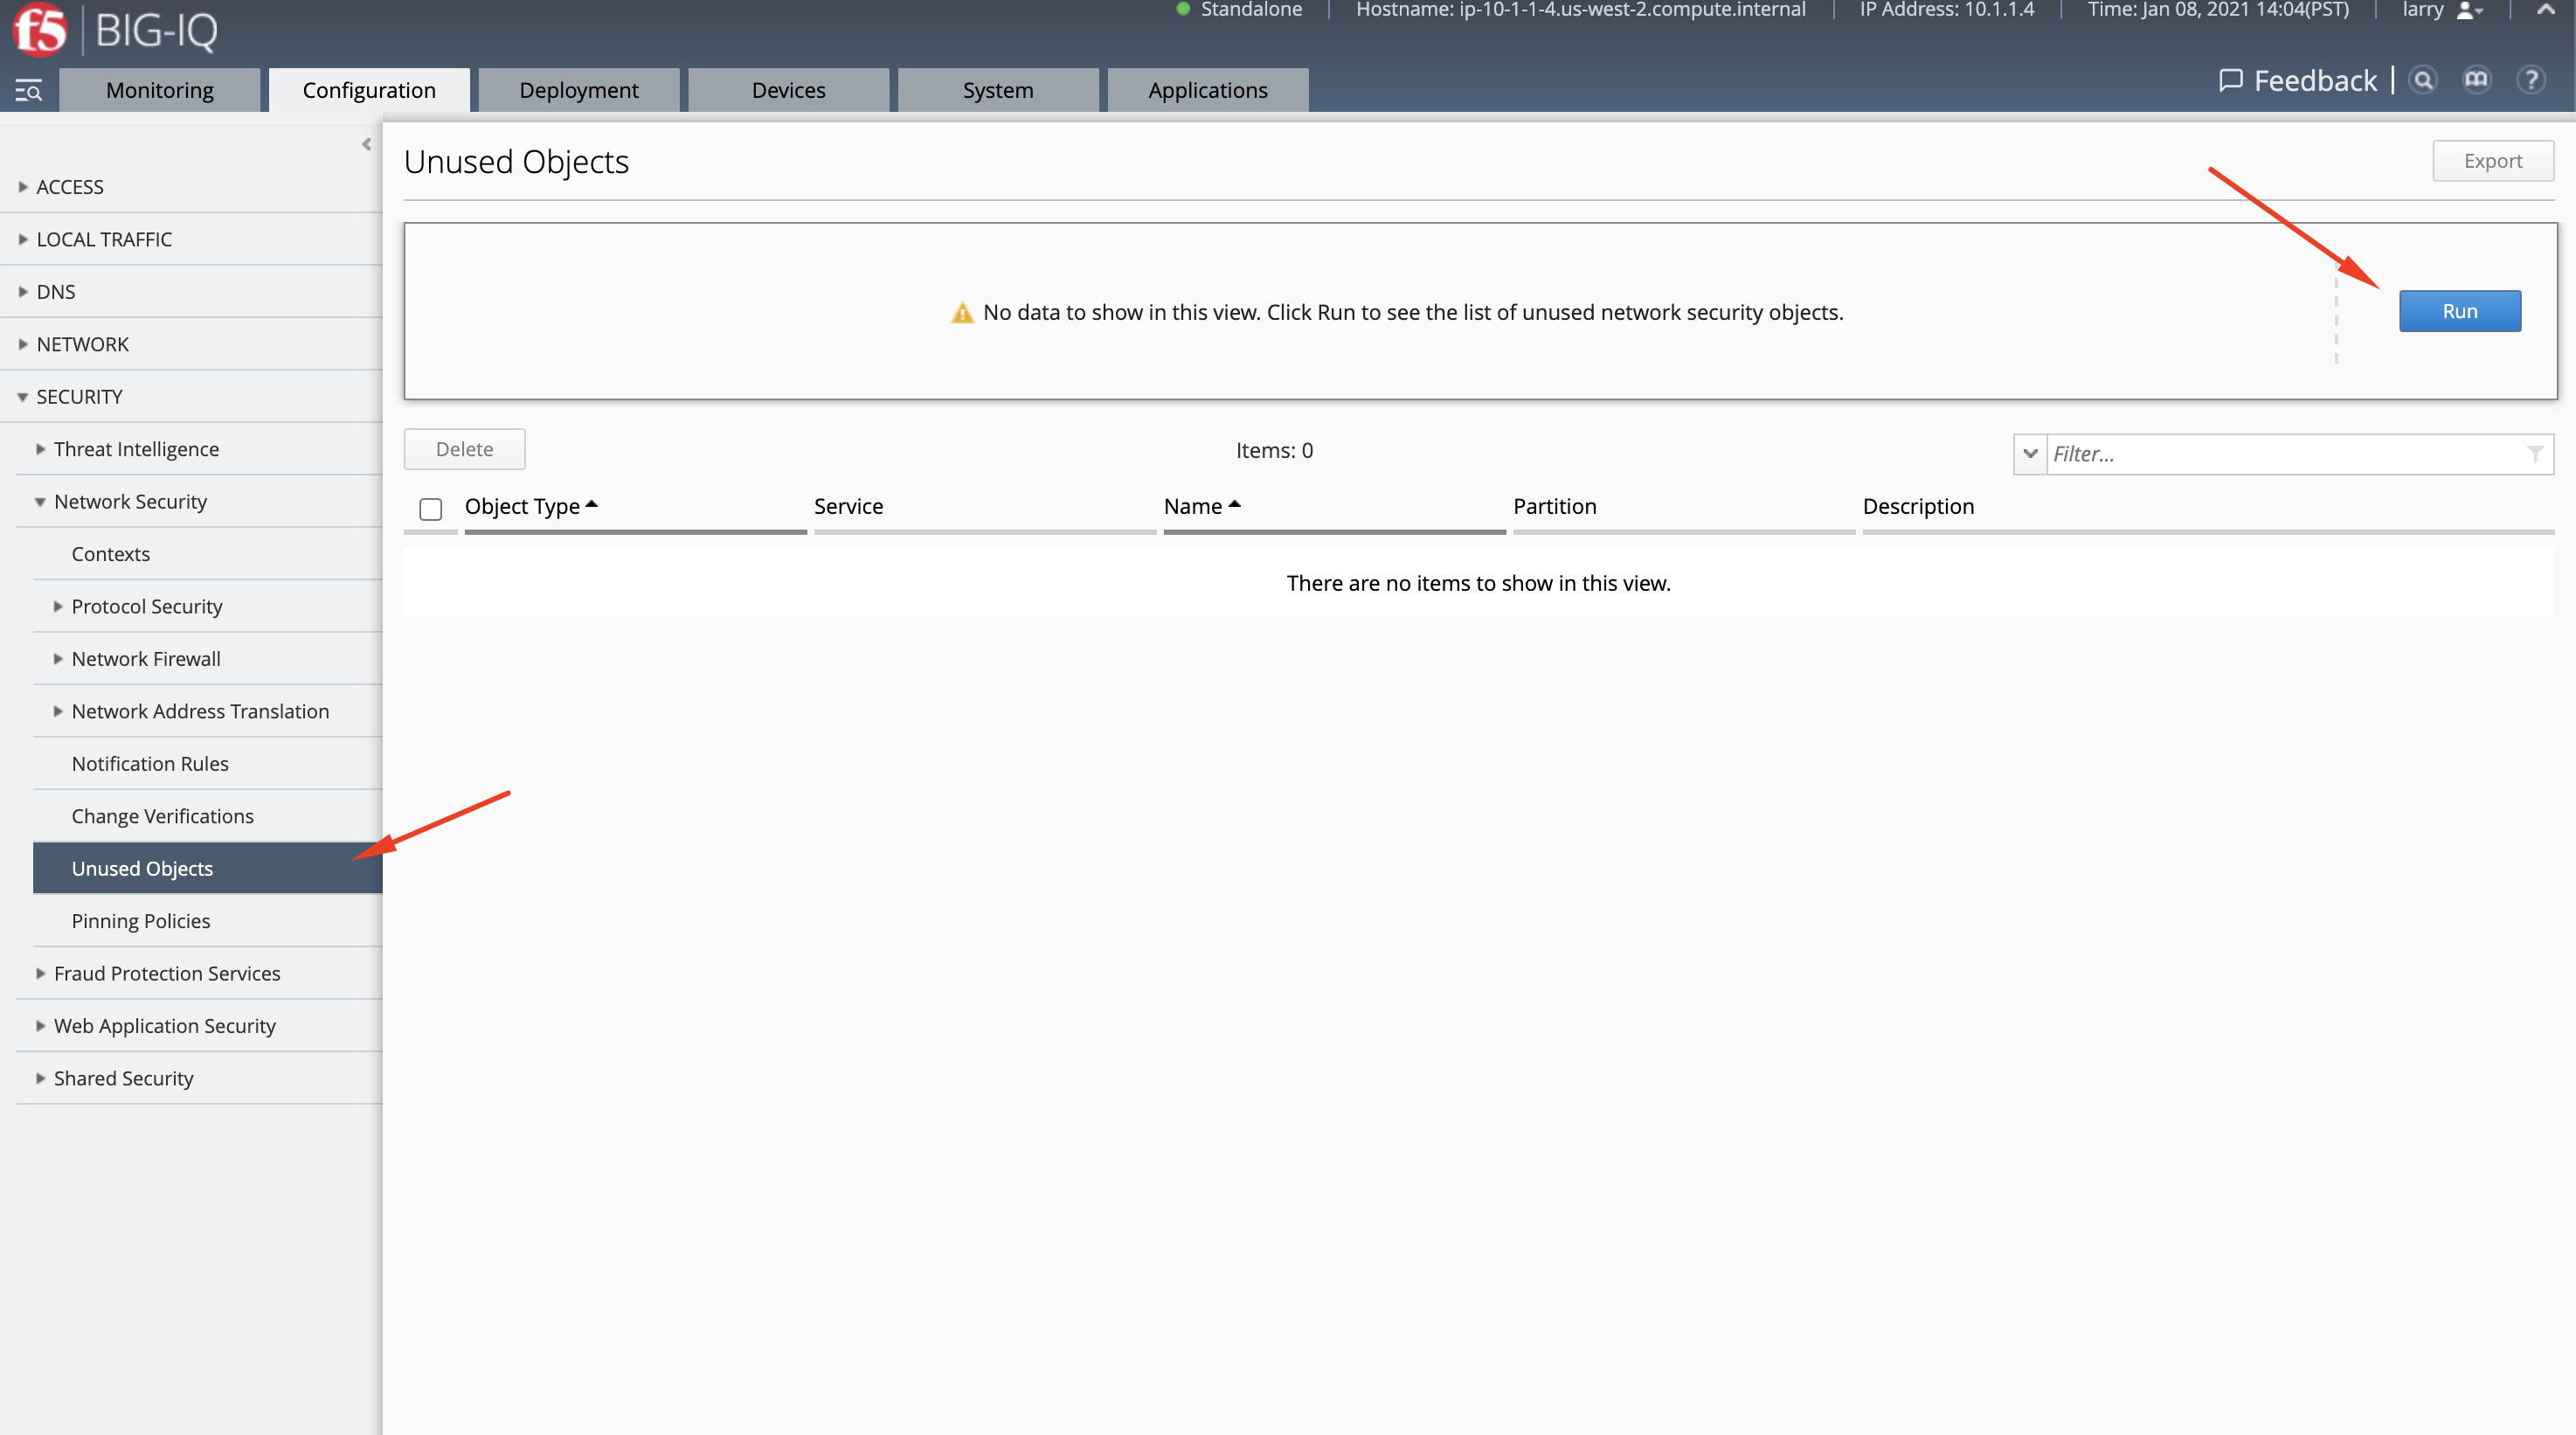 f5 BIG-IQ
Standalone Hostname: ip-10-1-1-4.us-west-2.compute.internal IP Address: 10.1.1.4 Time: Jan 08, 2021 14:04(PST) larry
Monitoring Configuration Deployment Devices System Applications
Feedback
ACCESS
LOCAL TRAFFIC
DNS
NETWORK
SECURITY
Threat Intelligence
Network Security
Contexts
Protocol Security
Network Firewall
Network Address Translation
Notification Rules
Change Verifications
Unused Objects
Pinning Policies
Fraud Protection Services
Web Application Security
Shared Security
Unused Objects
Export
No data to show in this view. Click Run to see the list of unused network security objects.
Run
Delete
Items: 0
Filter...
Object Type Service Name Partition Description
There are no items to show in this view.